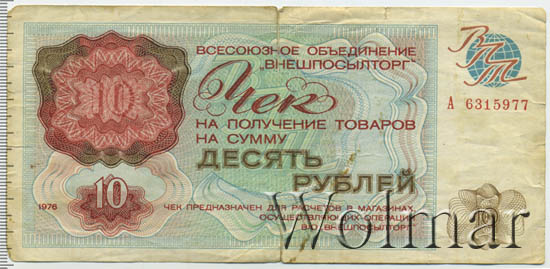 ВСЕСОЮЗНОЕ ОБЪЕДИНЕНИЕ
„ВНЕШПОСЫЛТОРГ"
ВПТ
Чек
А 6315977
10
НА ПОЛУЧЕНИЕ ТОВАРОВ
НА СУММУ
ДЕСЯТЬ
РУБЛЕЙ
10
1976
ЧЕК ПРЕДНАЗНАЧЕН ДЛЯ РАСЧЕТОВ В МАГАЗИНАХ,
ОСУЩЕСТВЛЯЮЩИХ ОПЕРАЦИИ
В/О „ВНЕШПОСЫЛТОРГ"
10
Wolmar